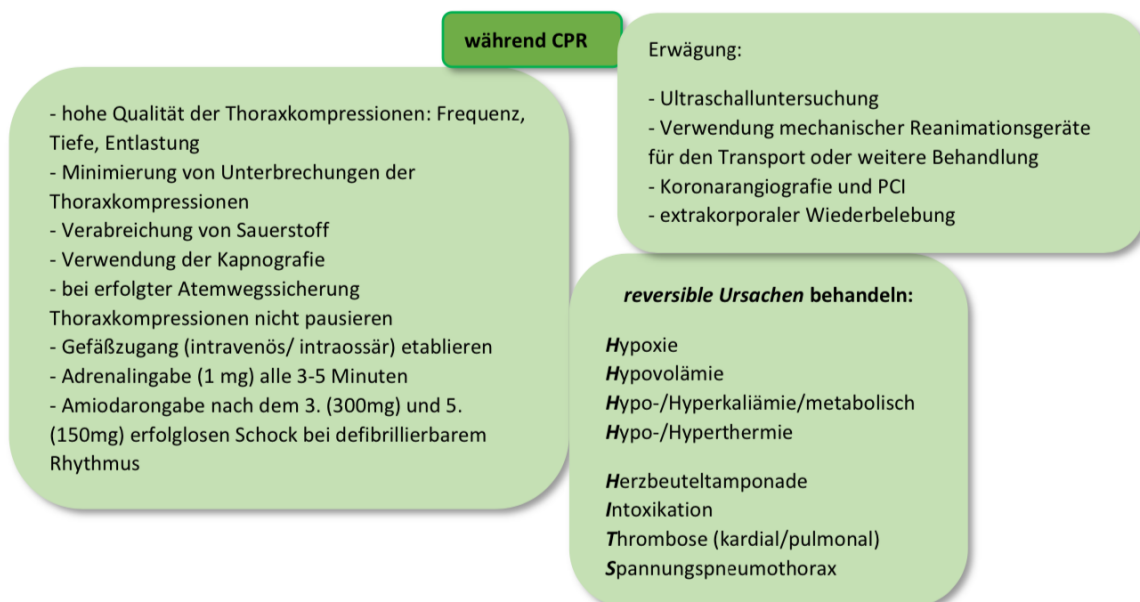 während CPR
- hohe Qualität der Thoraxkompressionen: Frequenz,
Tiefe, Entlastung
- Minimierung von Unterbrechungen der
Thoraxkompressionen
- Verabreichung von Sauerstoff
- Verwendung der Kapnografie
- bei erfolgter Atemwegssicherung
Thoraxkompressionen nicht pausieren
- Gefäßzugang (intravenös/ intraossär) etablieren
- Adrenalingabe (1 mg) alle 3-5 Minuten
- Amiodarongabe nach dem 3. (300mg) und 5.
(150mg) erfolglosen Schock bei defibrillierbarem
Rhythmus
Erwägung:
- Ultraschalluntersuchung
- Verwendung mechanischer Reanimationsgeräte
für den Transport oder weitere Behandlung
- Koronarangiografie und PCI
- extrakorporaler Wiederbelebung
reversible Ursachen behandeln:
Hypoxie
Hypovolämie
Hypo-/Hyperkaliämie/metabolisch
Hypo-/Hyperthermie
Herzbeuteltamponade
Intoxikation
Thrombose (kardial/pulmonal)
Spannungspneumothorax